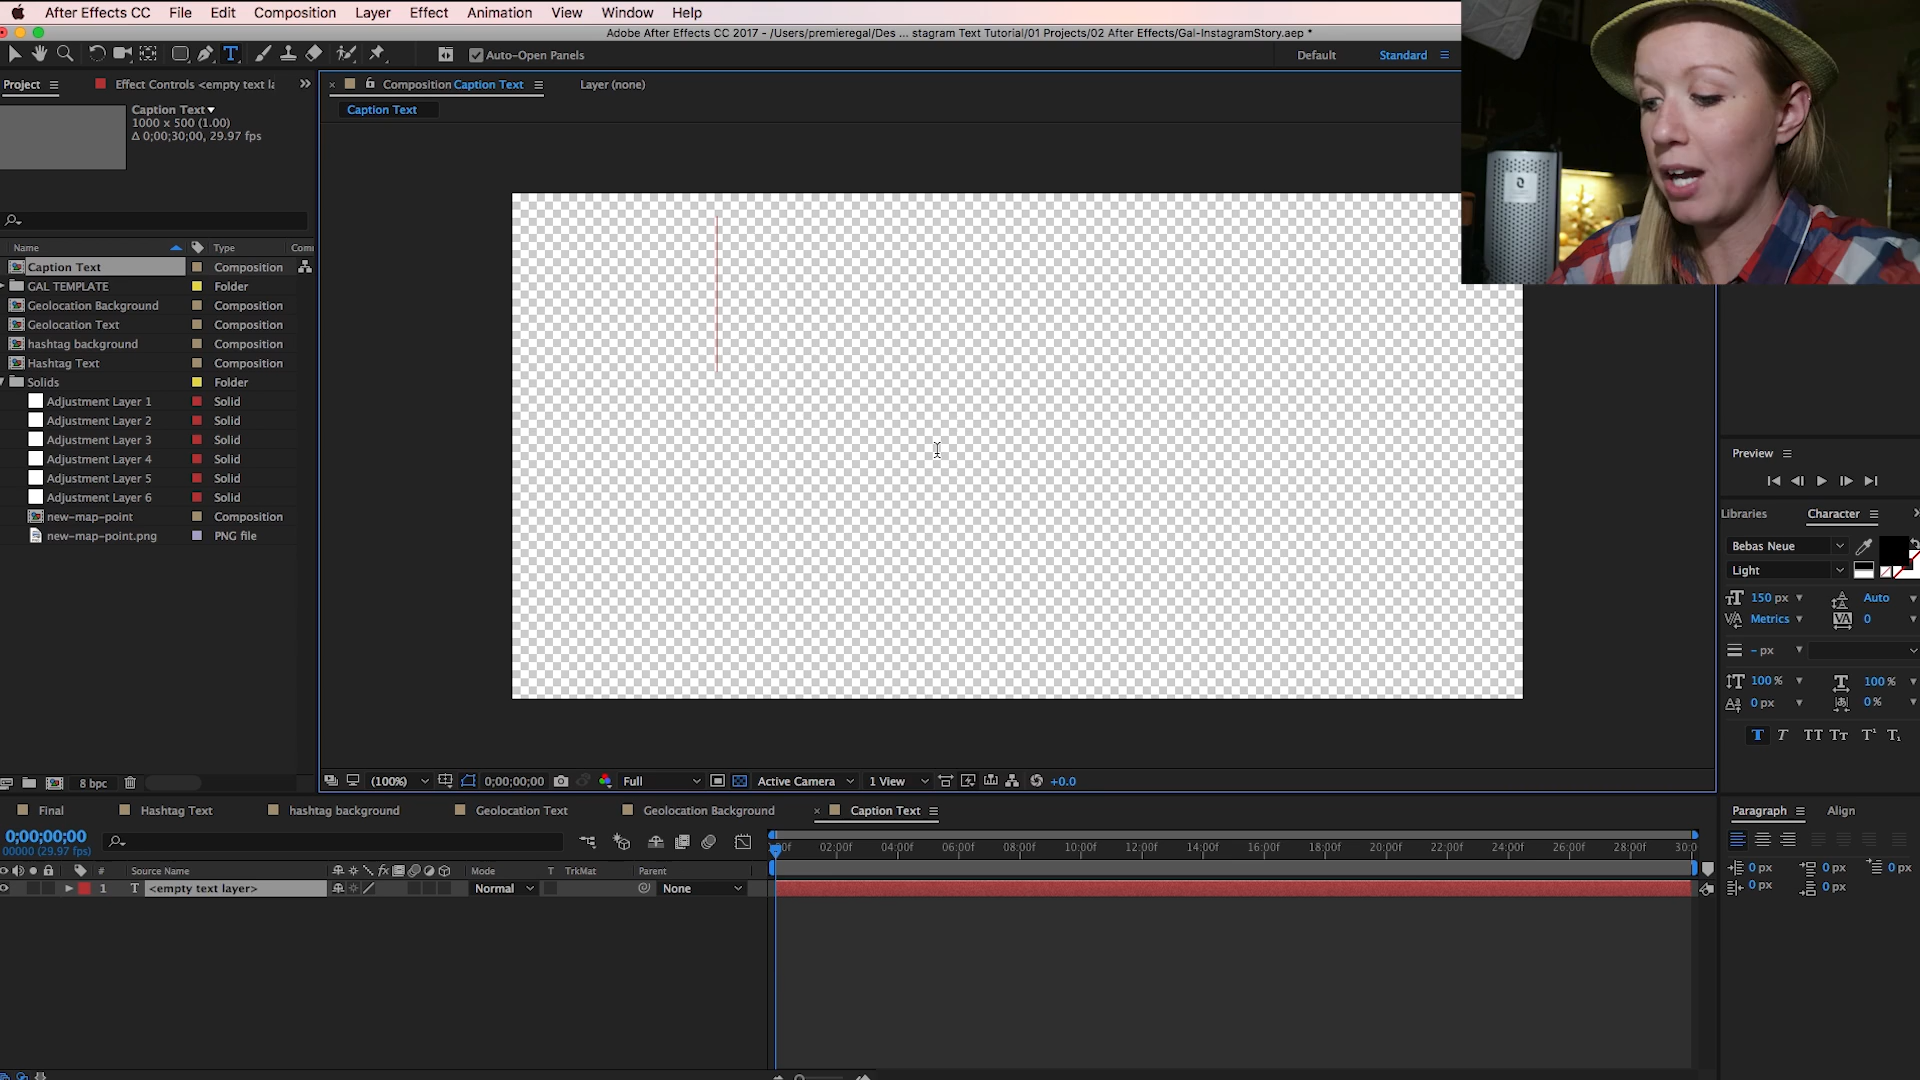 After Effects CC File Edit Composition Layer Effect Animation View Window Help
Adobe After Effects CC 2017 - /Users/premieregal/Des ... stagram Text Tutorial/01 Projects/02 After Effects/Gal-InstagramStory.aep *
T Auto-Open Panels Default Standard
Project Effect Controls <empty text la
Composition Caption Text Layer (none)
Caption Text
Caption Text
1000 x 500 (1.00)
Δ 0;00;30;00, 29.97 fps
Name Type Com
Caption Text Composition
GAL TEMPLATE Folder
Geolocation Background Composition
Geolocation Text Composition
hashtag background Composition
Hashtag Text Composition
Solids Folder
Adjustment Layer 1 Solid
Adjustment Layer 2 Solid
Adjustment Layer 3 Solid
Adjustment Layer 4 Solid
Adjustment Layer 5 Solid
Adjustment Layer 6 Solid
new-map-point Composition
new-map-point.png PNG file
8 bpc
Preview
Libraries Character
Bebas Neue
Light
150 px Auto
Metrics 0
- px
100 % 100 %
0 px 0 %
T T TT Tr T¹ T₁
(100%) 0;00;00;00 Full Active Camera 1 View +0.0
Final Hashtag Text hashtag background Geolocation Text Geolocation Background Caption Text
0;00;00;00
00000 (29.97 fps)
:00f 02:00f 04:00f 06:00f 08:00f 10:00f 12:00f 14:00f 16:00f 18:00f 20:00f 22:00f 24:00f 26:00f 28:00f 30:0
# Source Name fx Mode T TrkMat Parent
1 T <empty text layer> Normal None
Paragraph Align
0 px 0 px 0 px
0 px 0 px